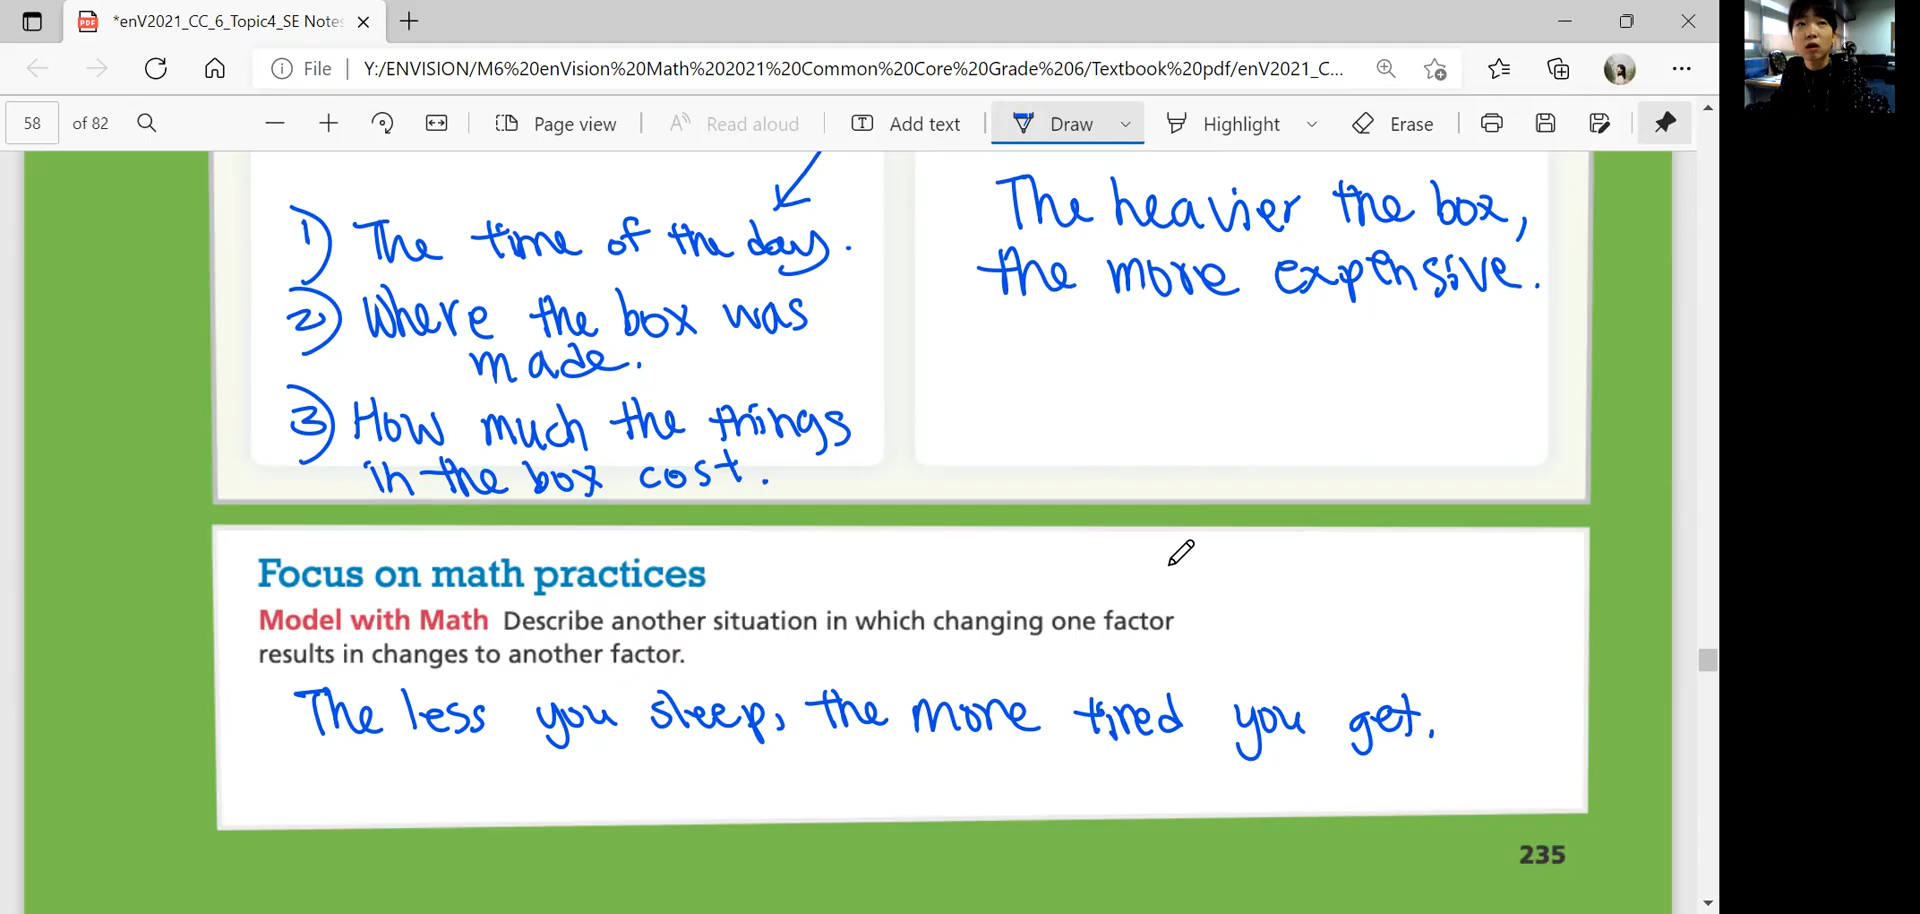 *enV2021_CC_6_Topic4_SE Notes
File
Y:/ENVISION/M6%20enVision%20Math%202021%20Common%20Core%20Grade%206/Textbook%20pdf/enV2021_C...
58 of 82
Page view
Read aloud
Add text
Draw
Highlight
Erase
1) The time of the day.
2) Where the box was
made.
3) How much the things
in the box cost.
The heavier the box,
the more expensive.
Focus on math practices
Model with Math Describe another situation in which changing one factor
results in changes to another factor.
The less you sleep, the more tired you get.
235